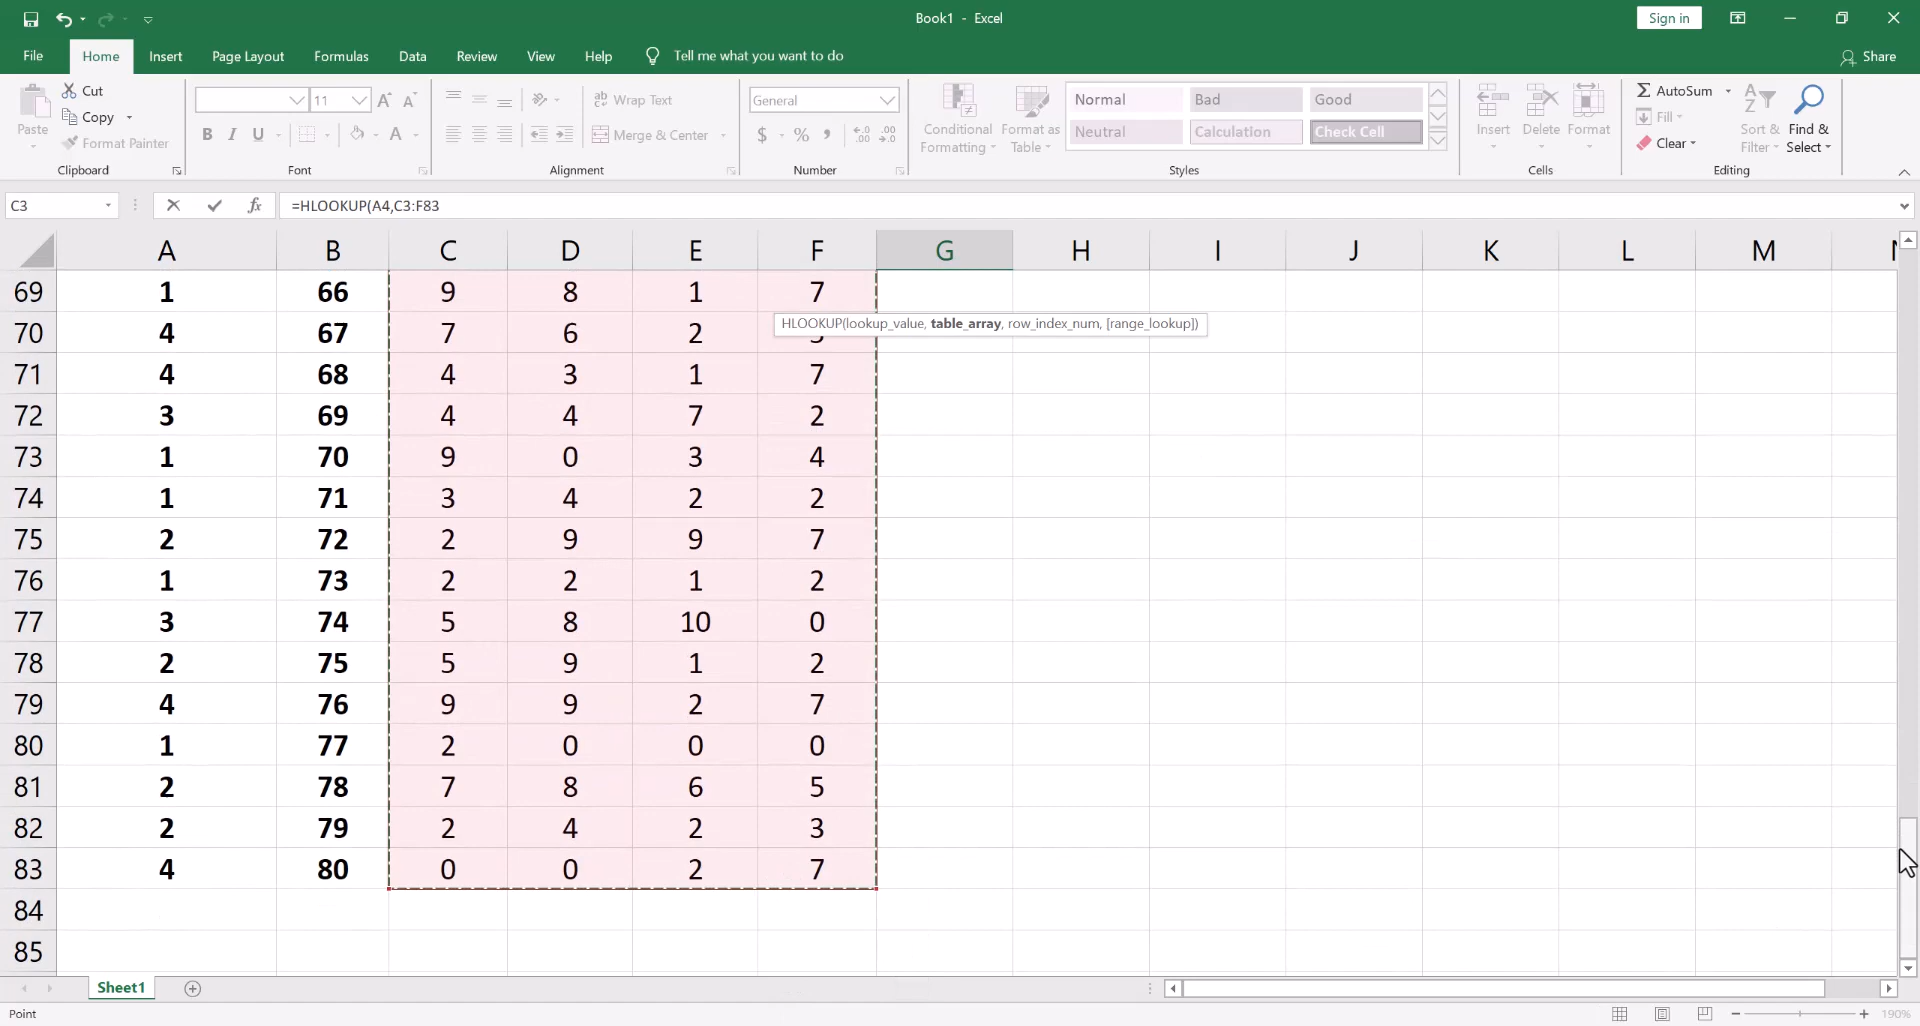 Book1 - Excel
Sign in
File Home Insert Page Layout Formulas Data Review View Help Tell me what you want to do Share
Paste
Cut
Copy
Format Painter
Clipboard
11 A A
B I U A
Font
ab Wrap Text
Merge & Center
Alignment
General
$ % ,
Number
Conditional Formatting
Format as Table
Normal Bad Good
Neutral Calculation Check Cell
Styles
Insert Delete Format
Cells
AutoSum
Fill
Clear
Sort & Filter
Find & Select
Editing
C3 fx =HLOOKUP(A4,C3:F83
A B C D E F G H I J K L M
69 1 66 9 8 1 7
HLOOKUP(lookup_value, table_array, row_index_num, [range_lookup])
70 4 67 7 6 2
71 4 68 4 3 1 7
72 3 69 4 4 7 2
73 1 70 9 0 3 4
74 1 71 3 4 2 2
75 2 72 2 9 9 7
76 1 73 2 2 1 2
77 3 74 5 8 10 0
78 2 75 5 9 1 2
79 4 76 9 9 2 7
80 1 77 2 0 0 0
81 2 78 7 8 6 5
82 2 79 2 4 2 3
83 4 80 0 0 2 7
84
85
Sheet1
Point 190%